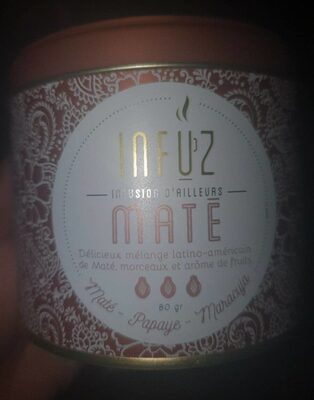 INFÜZ
INFUSION D'AILLEURS
MATÉ
Délicieux mélange latino-américain
de Maté, morceaux et arôme de fruits
80 gr
Maté - Papaye - Maracuja